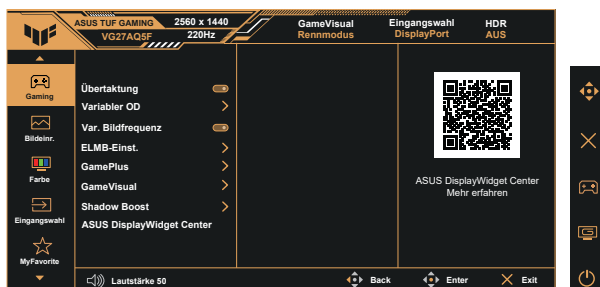 ASUS TUF GAMING 2560 x 1440
VG27AQ5F 220Hz
GameVisual
Rennmodus
Eingangswahl
DisplayPort
HDR
AUS
Gaming
Bildeinr.
Farbe
Eingangswahl
MyFavorite
Übertaktung
Variabler OD
Var. Bildfrequenz
ELMB-Einst.
GamePlus
GameVisual
Shadow Boost
ASUS DisplayWidget Center
ASUS DisplayWidget Center
Mehr erfahren
Lautstärke 50
Back
Enter
Exit